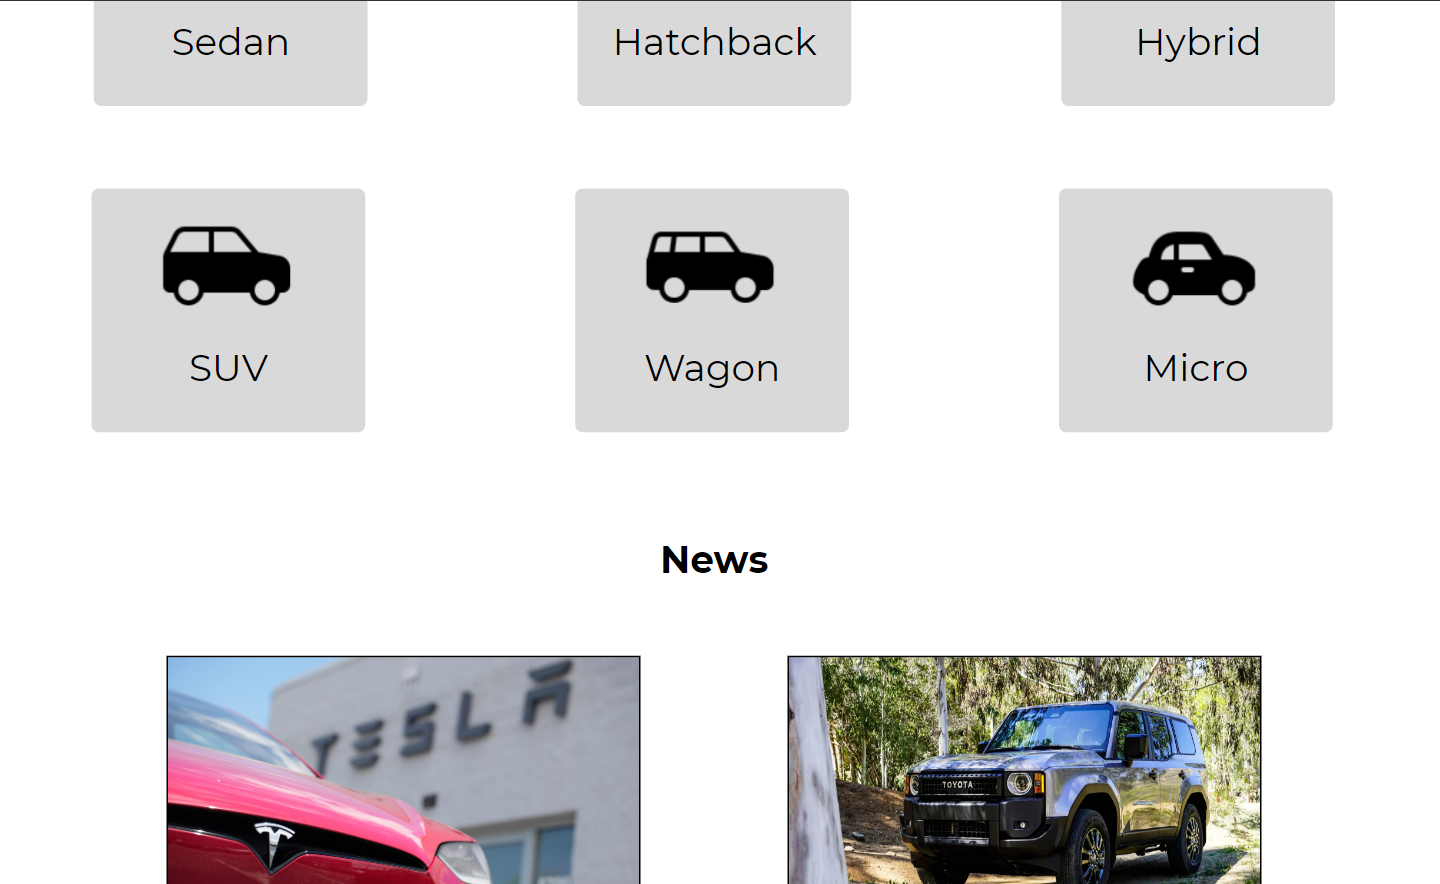 Sedan
Hatchback
Hybrid
SUV
Wagon
Micro
News
TESLA
TOYOTA